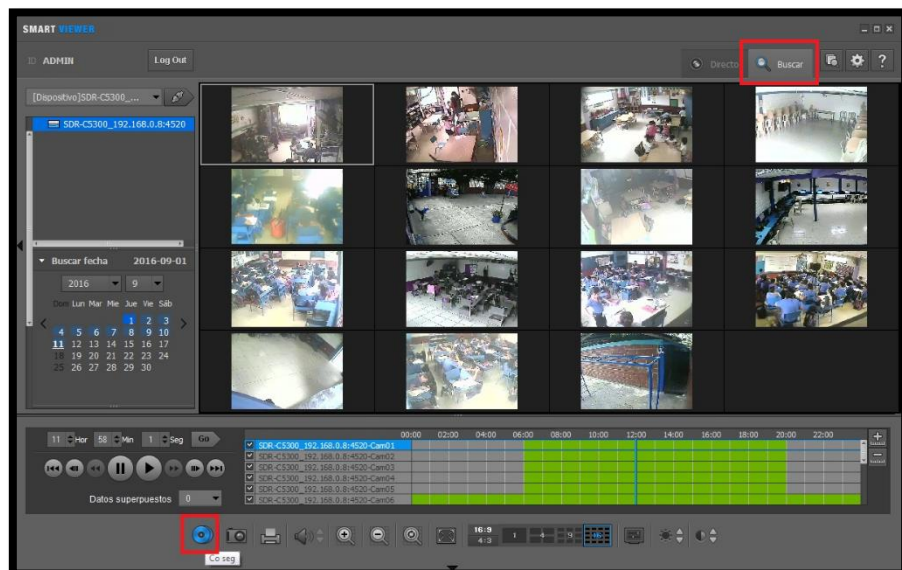 SMART VIEWER
ID ADMIN
Log Out
Directo
Buscar
?
[Dispositivo]SDR-C5300_...
SDR-C5300_192.168.0.8:4520
Buscar fecha 2016-09-01
2016 9
Dom Lun Mar Mie Jue Vie Sáb
1 2 3
4 5 6 7 8 9 10
11 12 13 14 15 16 17
18 19 20 21 22 23 24
25 26 27 28 29 30
11 Hor 58 Min 1 Seg Go
00:00 02:00 04:00 06:00 08:00 10:00 12:00 14:00 16:00 18:00 20:00 22:00
SDR-C5300_192.168.0.8:4520-Cam01
SDR-C5300_192.168.0.8:4520-Cam02
SDR-C5300_192.168.0.8:4520-Cam03
SDR-C5300_192.168.0.8:4520-Cam04
SDR-C5300_192.168.0.8:4520-Cam05
SDR-C5300_192.168.0.8:4520-Cam06
Datos superpuestos 0
16:9
4:3
1 4 9 16
Co seg